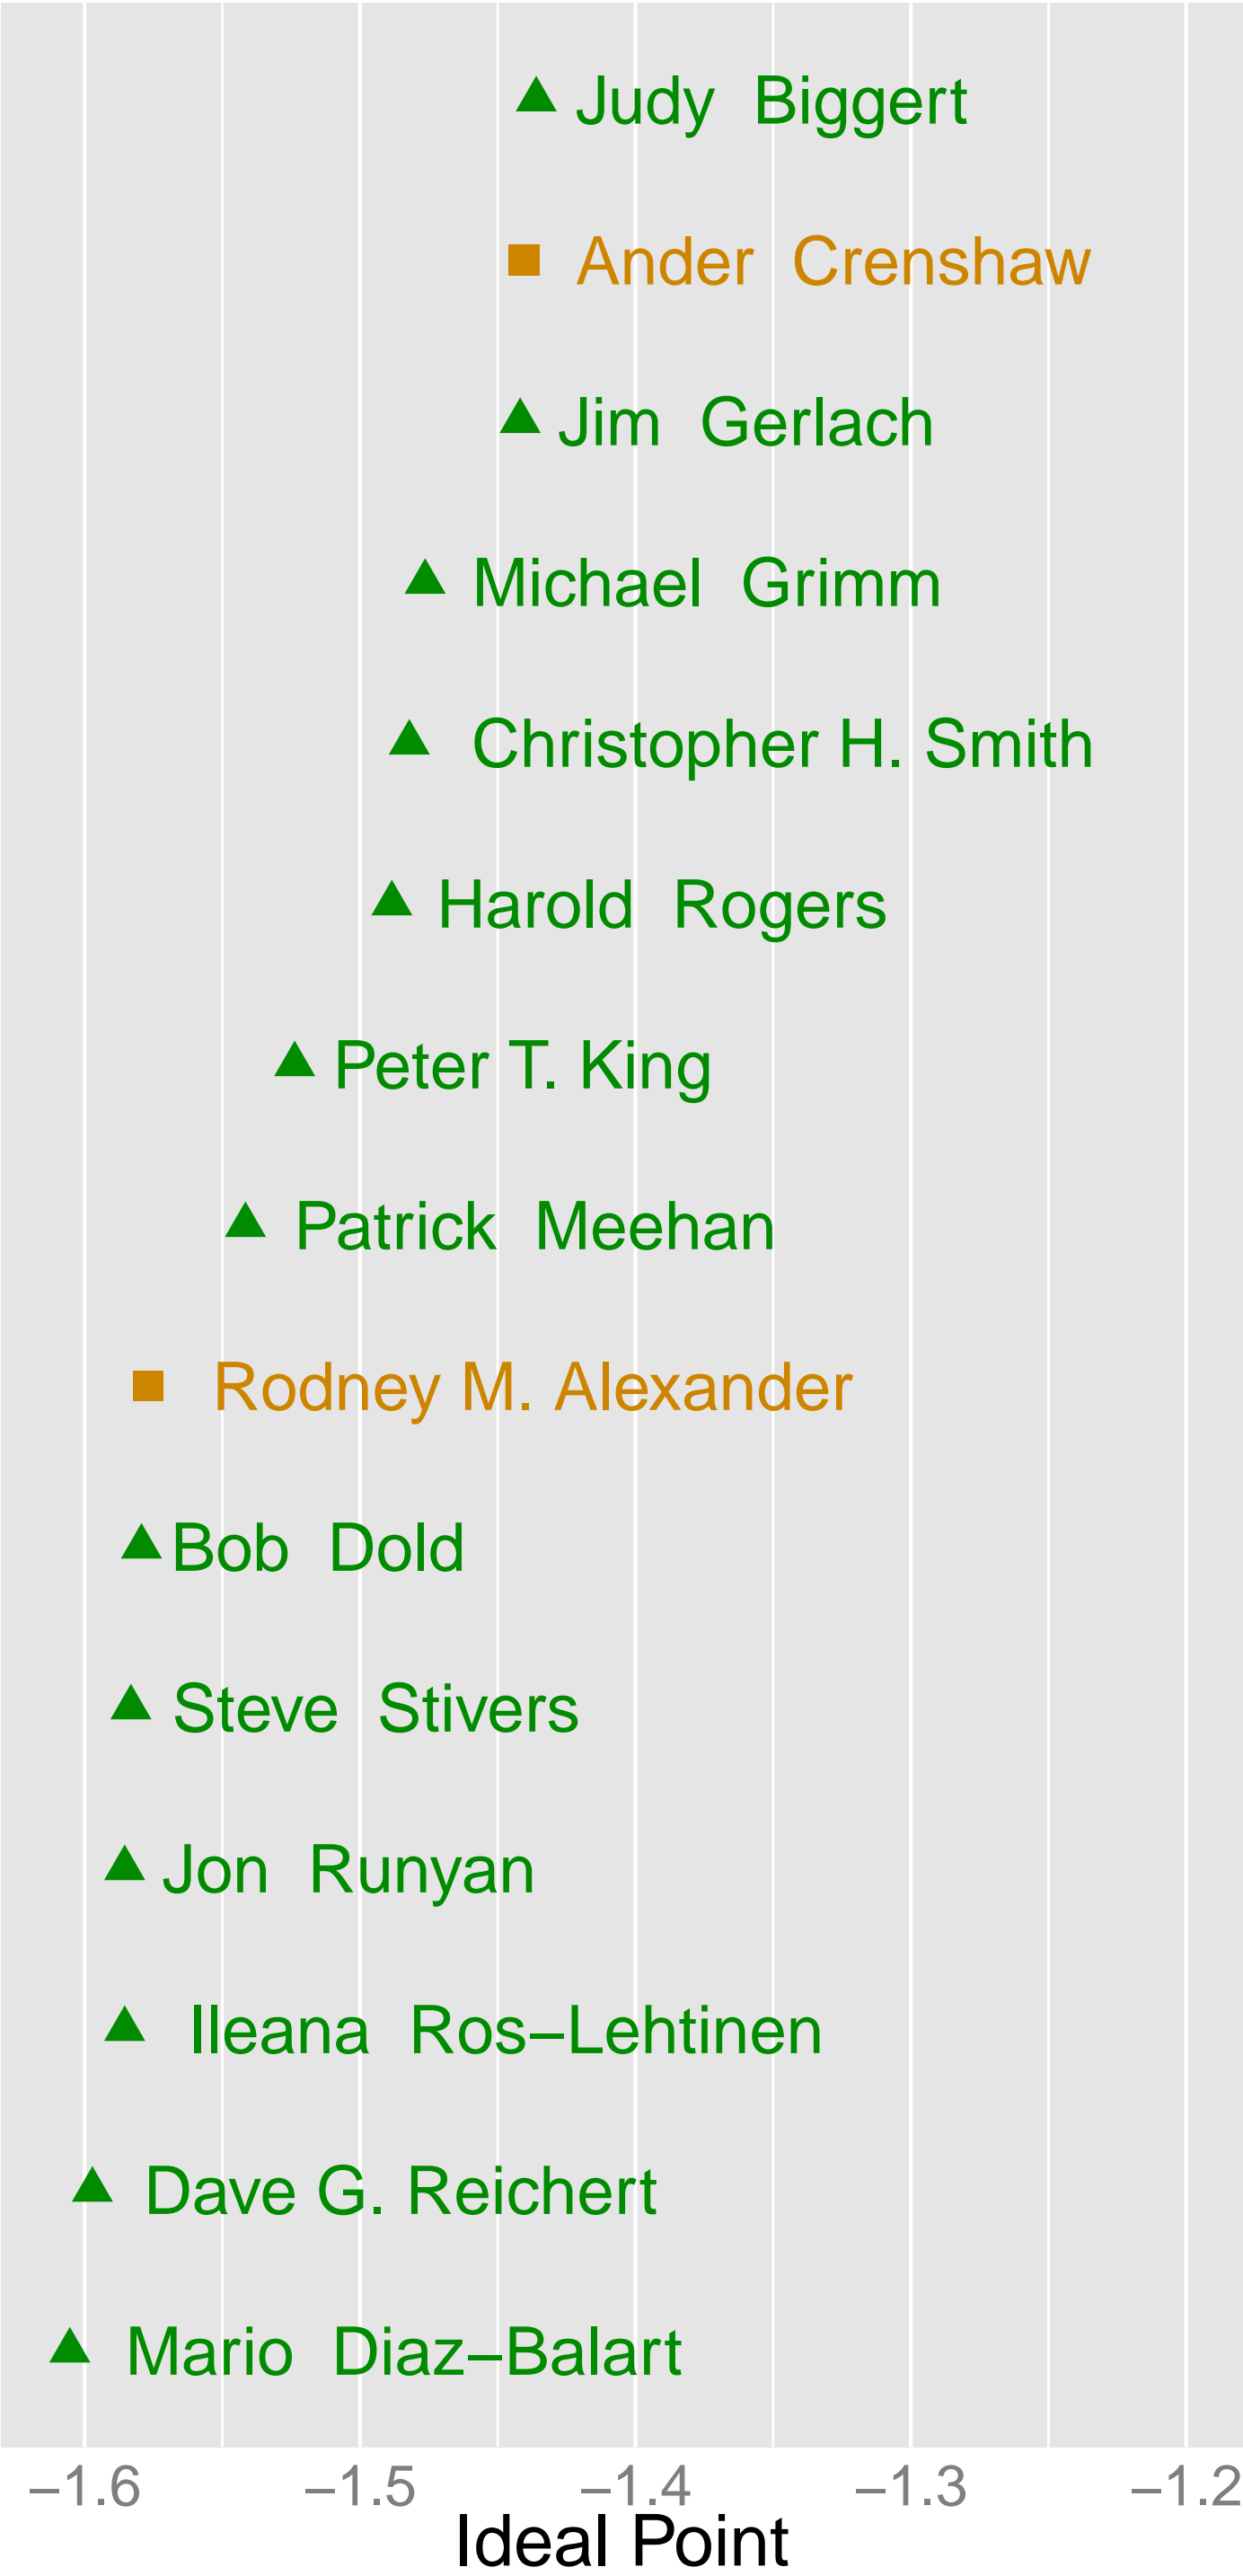 Judy Biggert
Ander Crenshaw
Jim Gerlach
Michael Grimm
Christopher H. Smith
Harold Rogers
Peter T. King
Patrick Meehan
Rodney M. Alexander
Bob Dold
Steve Stivers
Jon Runyan
Ileana Ros−Lehtinen
Dave G. Reichert
Mario Diaz−Balart
−1.6 −1.5 −1.4 −1.3 −1.2
Ideal Point